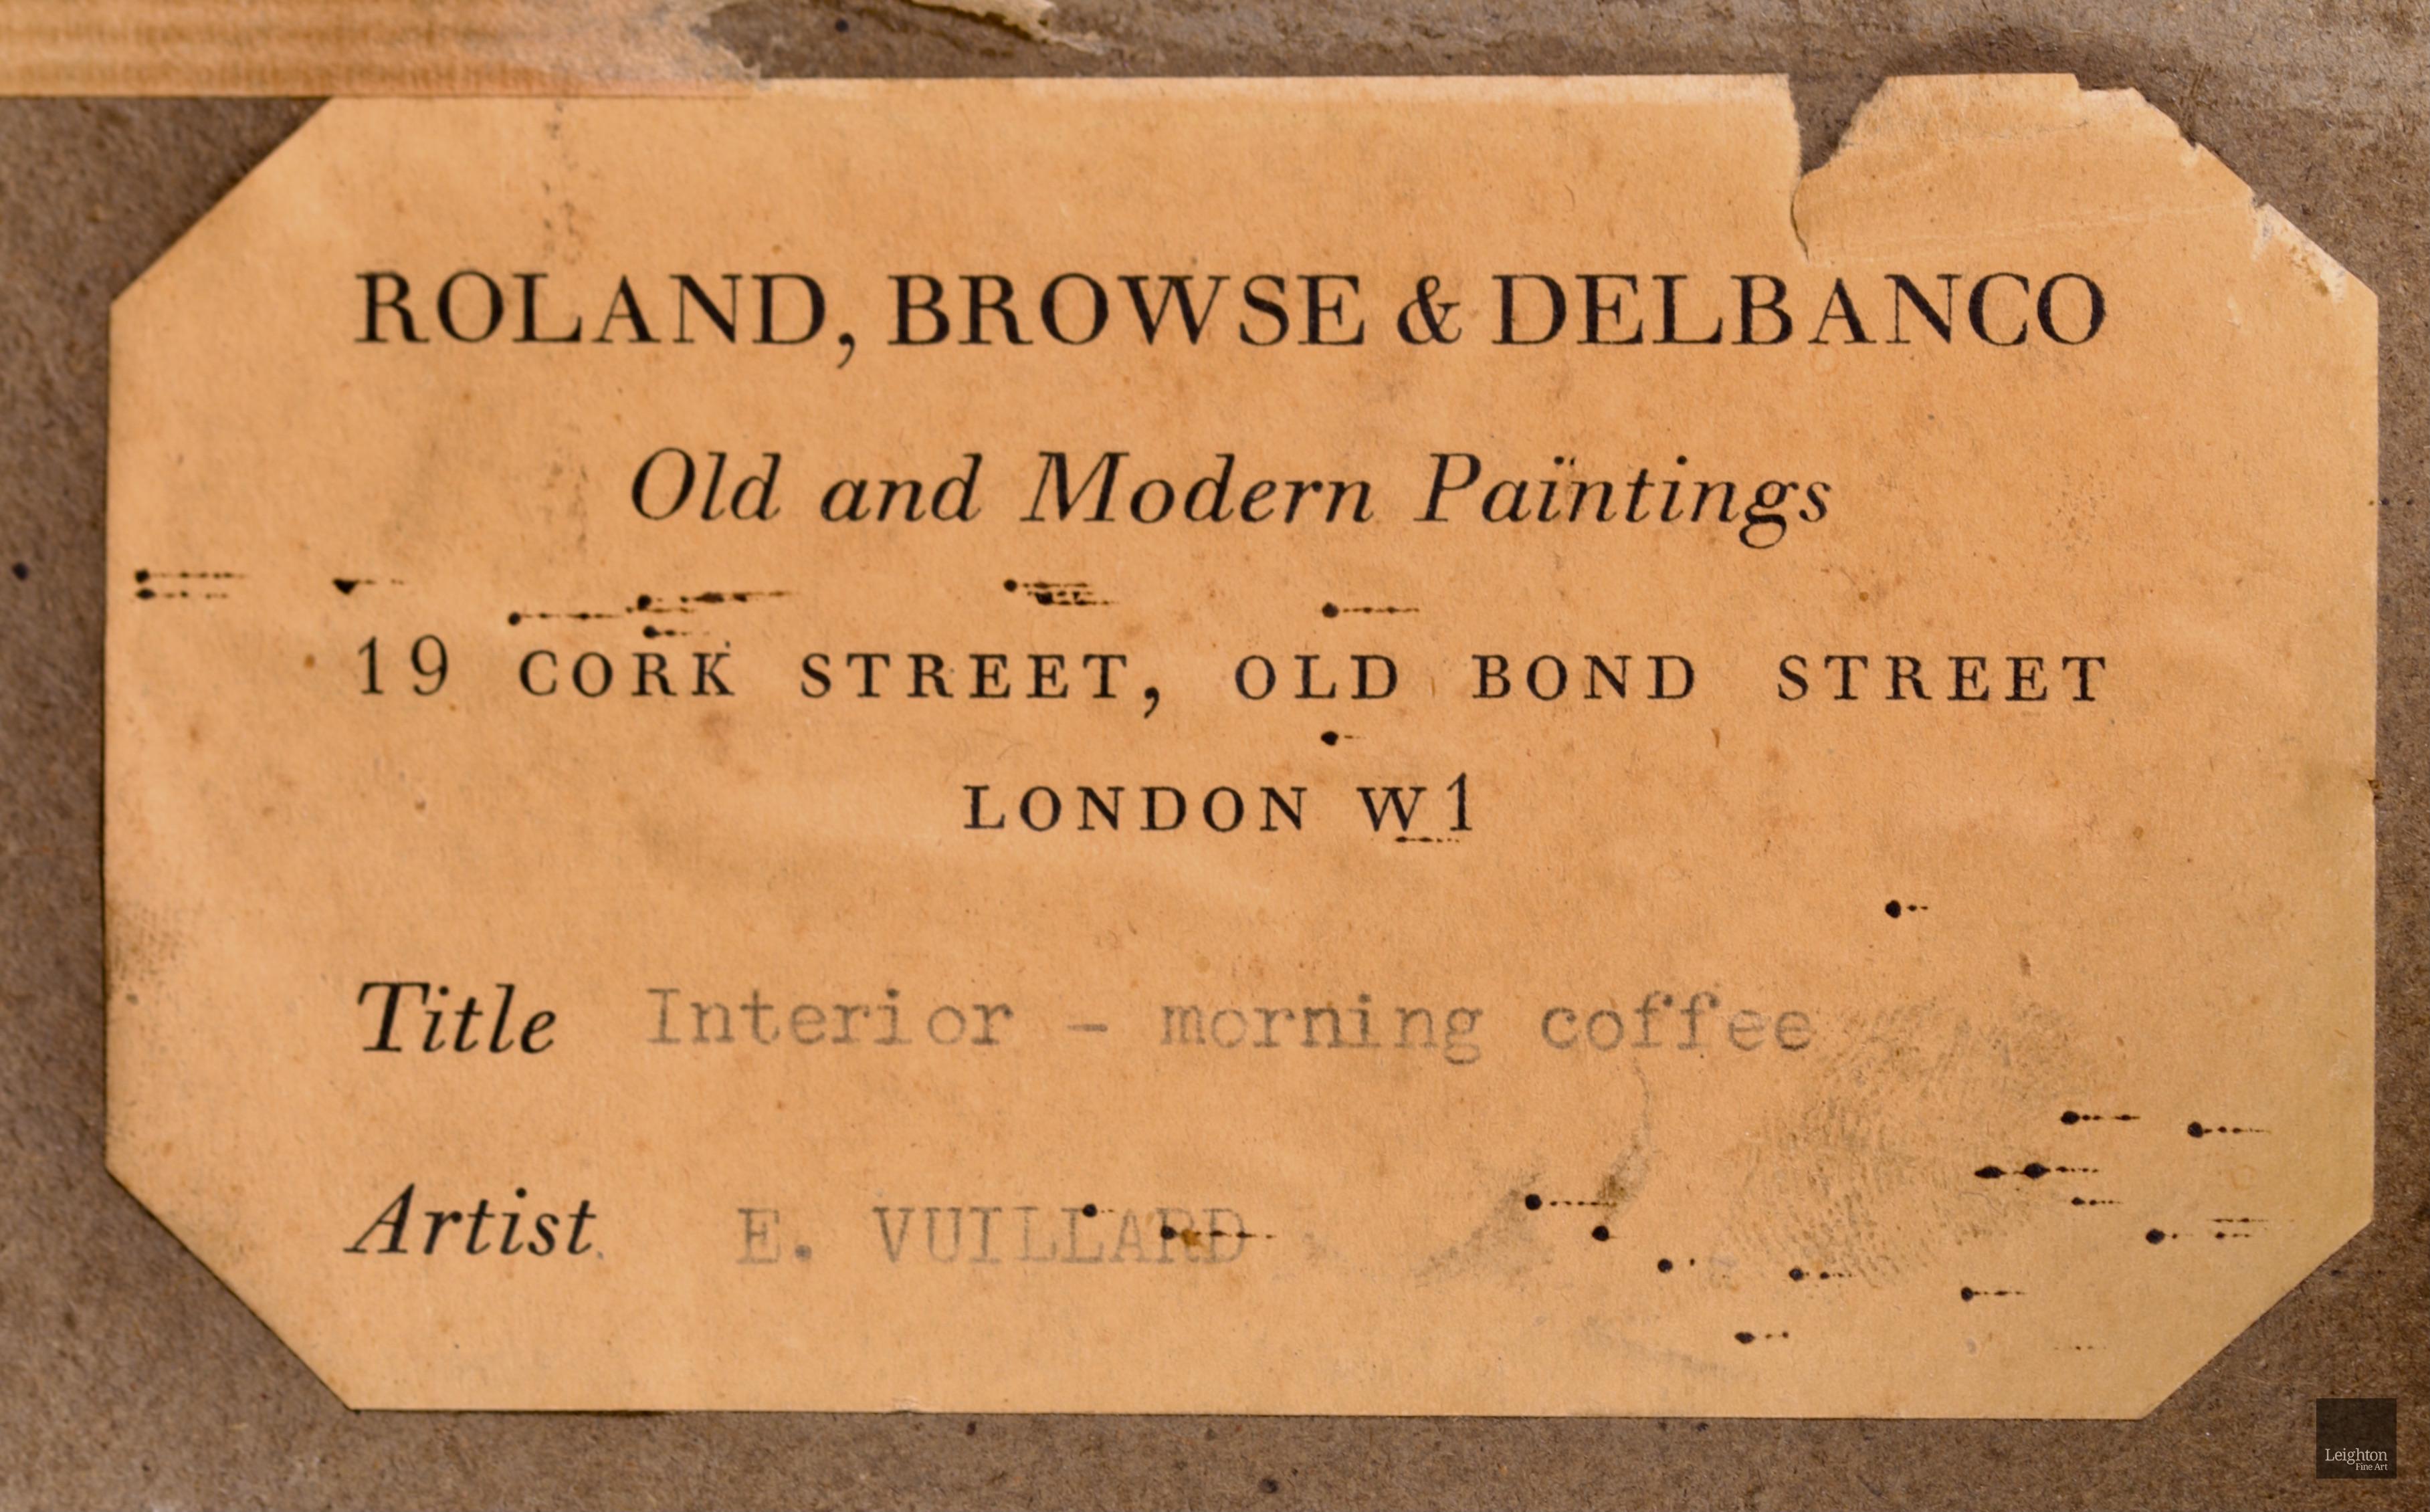 ROLAND, BROWSE & DELBANCO
Old and Modern Paintings
19 CORK STREET, OLD BOND STREET
LONDON W1
Title Interior - morning coffee
Artist. E. VUILLARD
Leighton
Fine Art